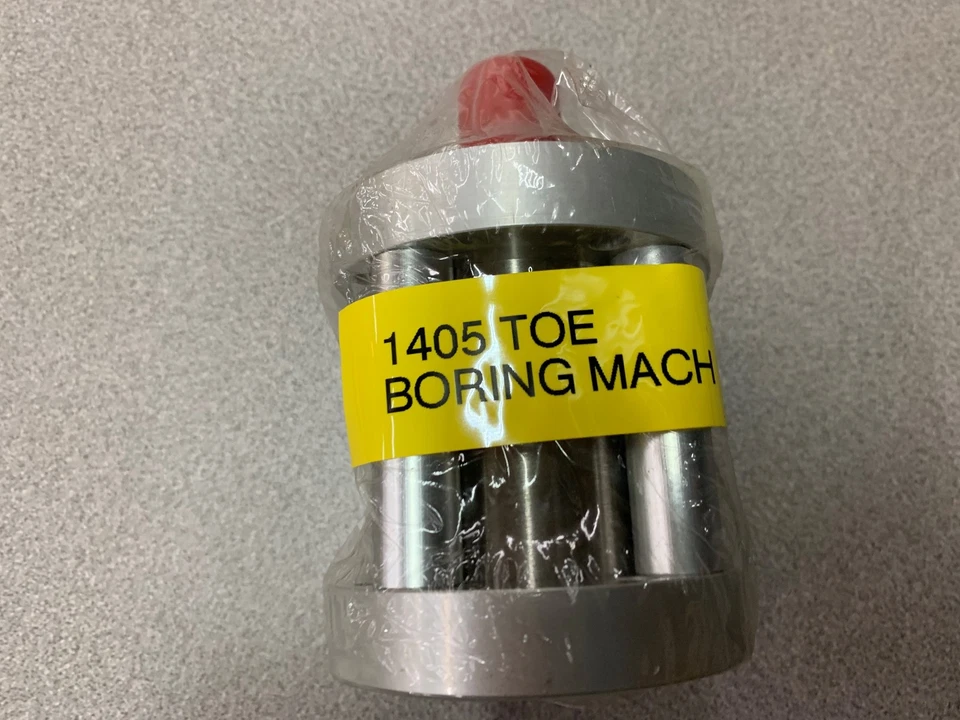 1405 TOE
BORING MACH